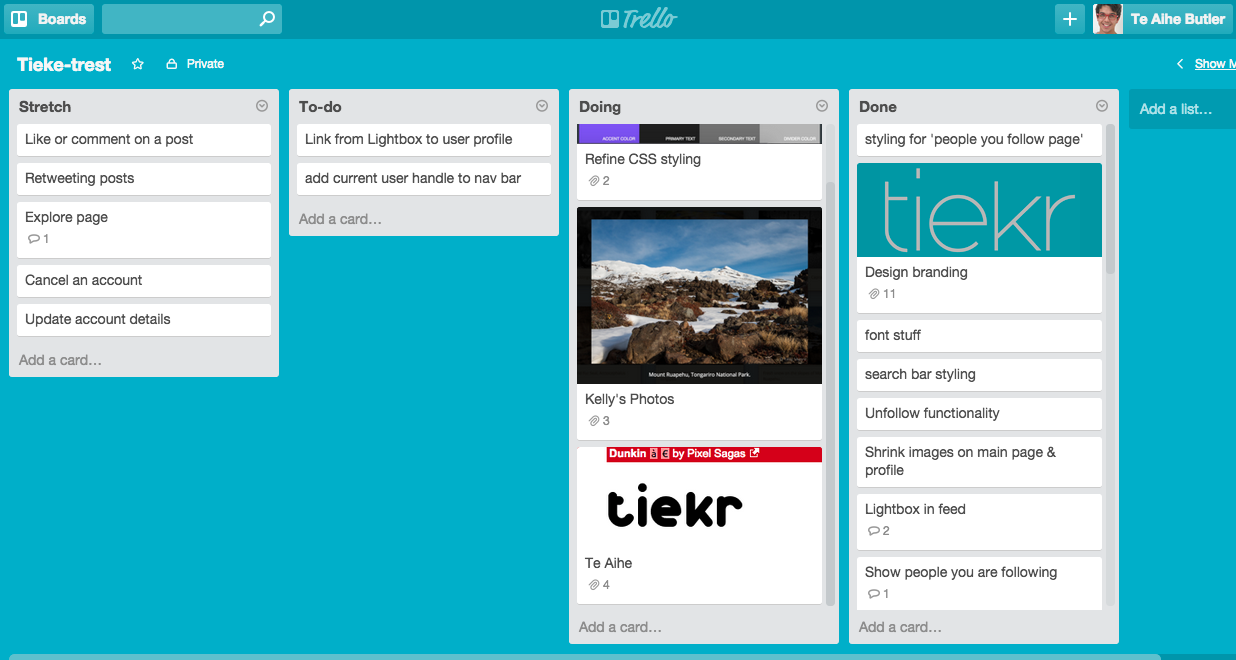 Boards
Trello
Te Aihe Butler
Tieke-trest
Private
Show M
Stretch
Like or comment on a post
Retweeting posts
Explore page
1
Cancel an account
Update account details
Add a card…
To-do
Link from Lightbox to user profile
add current user handle to nav bar
Add a card…
Doing
ACCENT COLOR
PRIMARY TEXT
SECONDARY TEXT
DIVIDER COLOR
Refine CSS styling
2
Mount Ruapehu, Tongariro National Park.
Kelly's Photos
3
Dunkin à € by Pixel Sagas
tiekr
Te Aihe
4
Add a card…
Done
styling for 'people you follow page'
tiekr
Design branding
11
font stuff
search bar styling
Unfollow functionality
Shrink images on main page &
profile
Lightbox in feed
2
Show people you are following
1
Add a card…
Add a list…